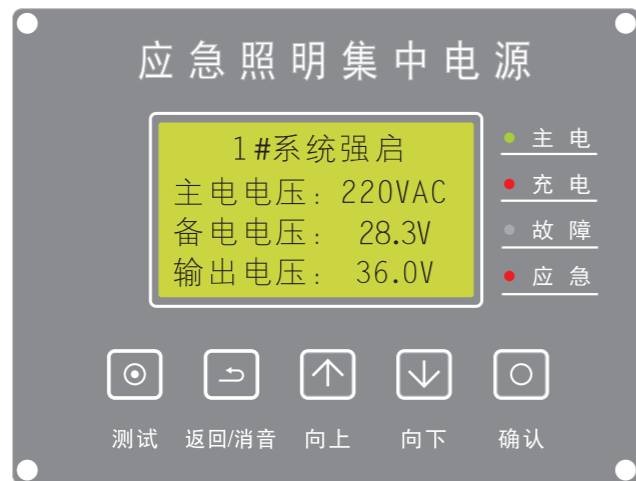 应急照明集中电源
1#系统强启
主电电压: 220VAC
备电电压: 28.3V
输出电压: 36.0V
主电
充电
故障
应急
测试 返回/消音 向上 向下 确认